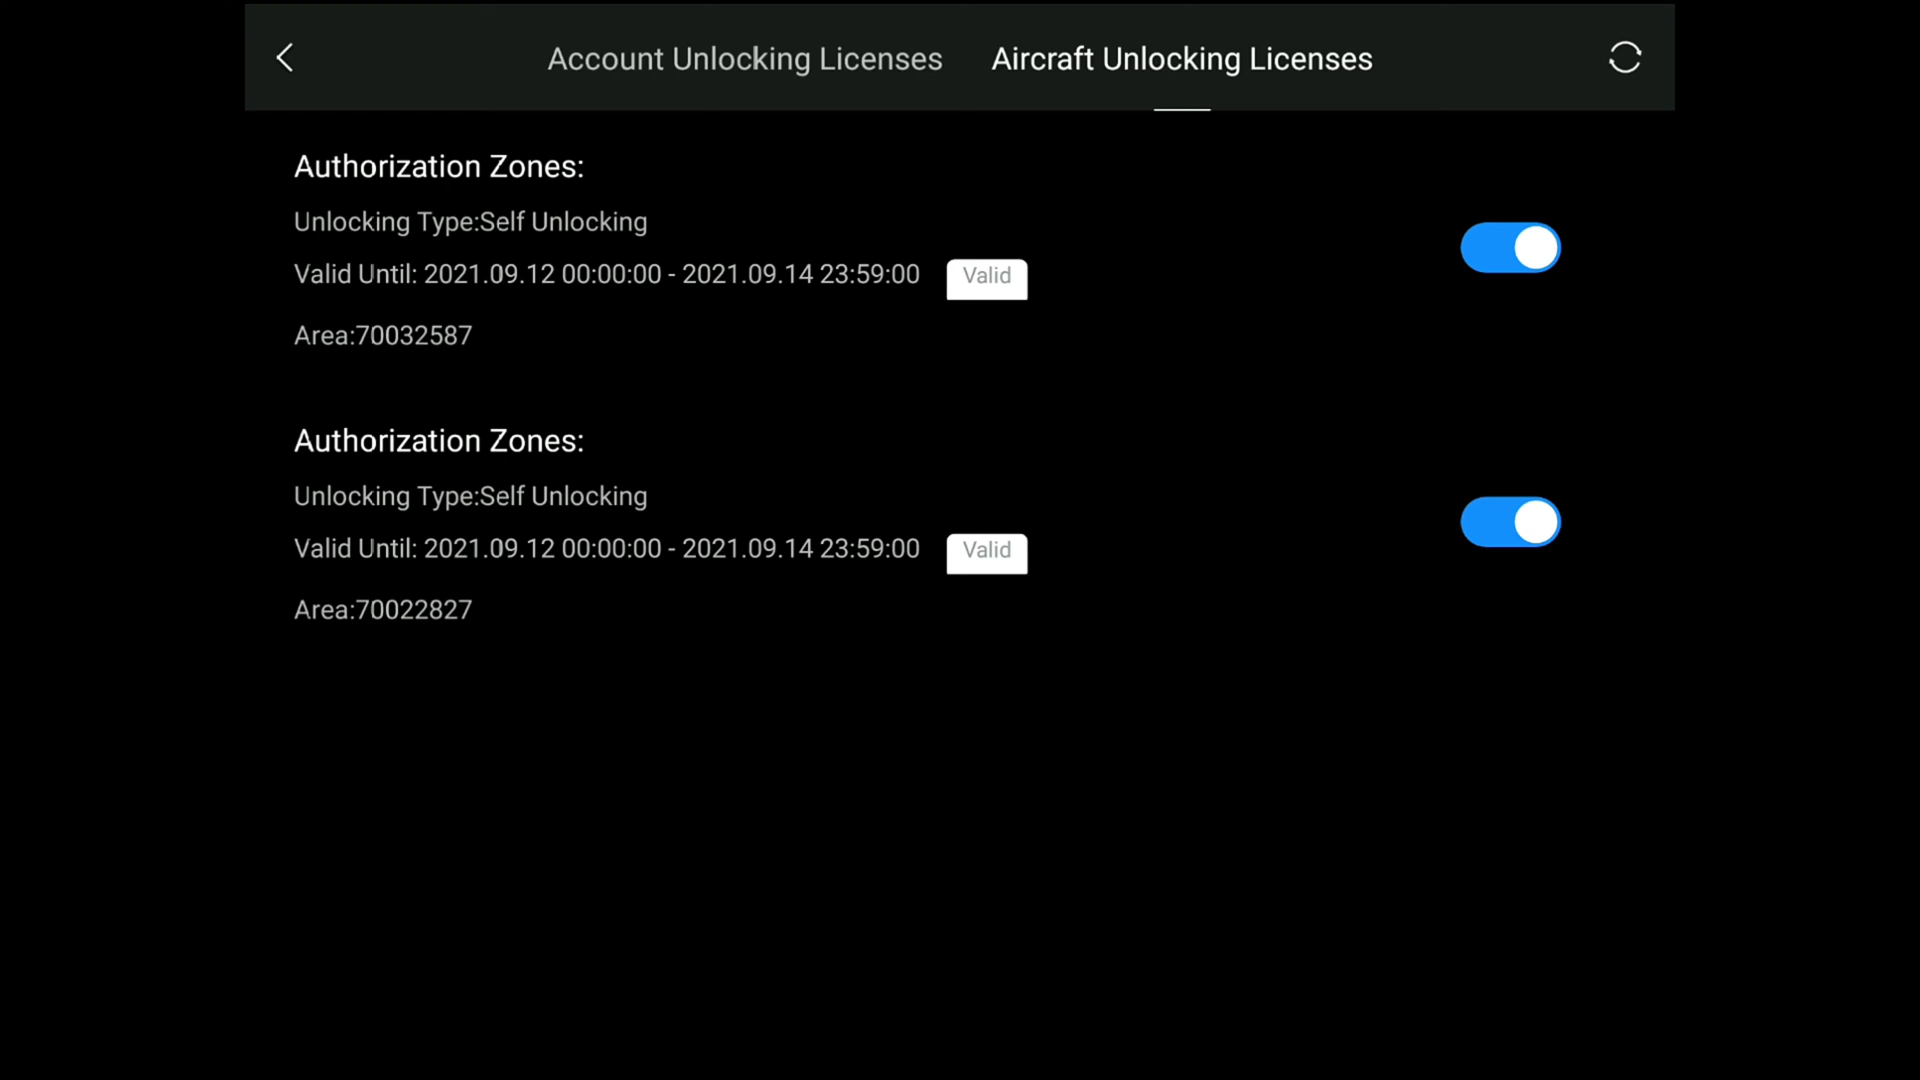 Account Unlocking Licenses Aircraft Unlocking Licenses
Authorization Zones:
Unlocking Type:Self Unlocking
Valid Until: 2021.09.12 00:00:00 - 2021.09.14 23:59:00 Valid
Area:70032587
Authorization Zones:
Unlocking Type:Self Unlocking
Valid Until: 2021.09.12 00:00:00 - 2021.09.14 23:59:00 Valid
Area:70022827